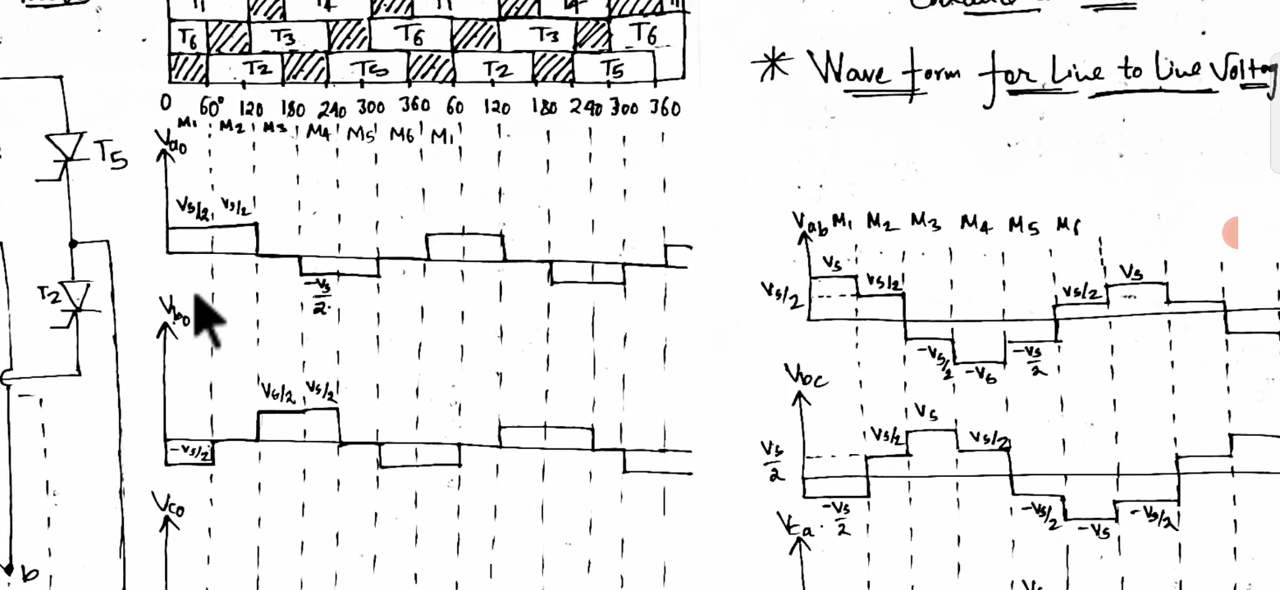 T6 T3 T6 T3 T6
T2 T5 T2 T5
0 60° 120 180 240 300 360 60 120 180 240 300 360
M1 M2 M3 M4 M5 M6 M1
Vao
Vs/2 Vs/2
-Vs/2
Vbo
Vs/2 Vs/2
-Vs/2
Vco
T5
T2
b
* Wave form for Line to Line Voltag
Vab M1 M2 M3 M4 M5 M6
Vs Vs/2 Vs/2 Vs
Vs/2
-Vs/2 -Vs -Vs/2
Vbc
Vs/2 Vs Vs/2
Vs/2
-Vs/2 -Vs/2 -Vs -Vs/2
Vca
Vs